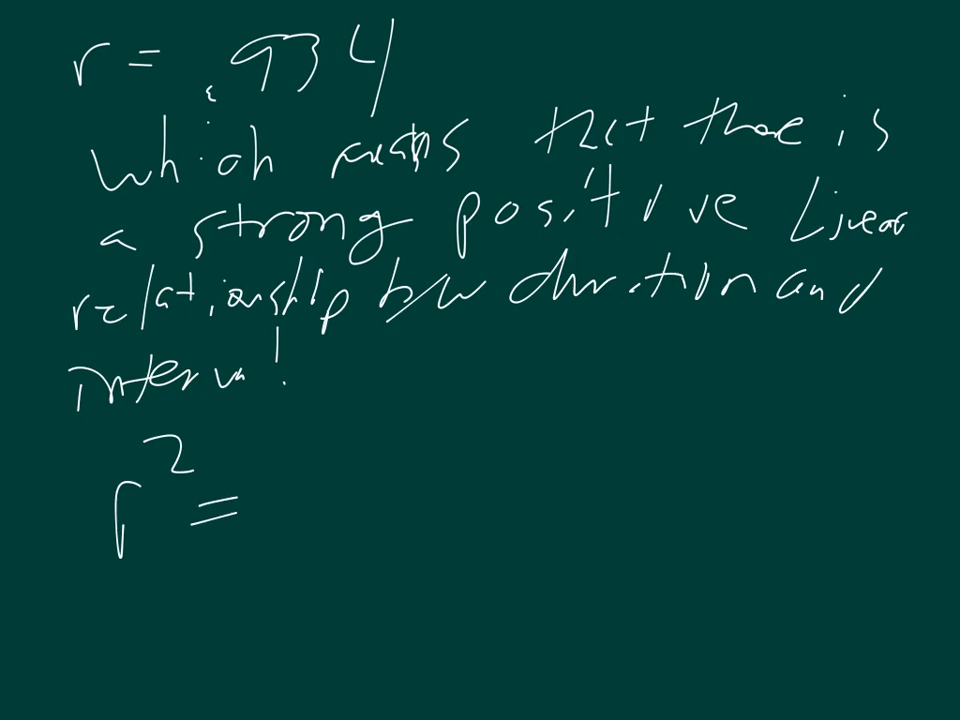 r = .934
which means that there is
a strong positive Linear
relationship b/w duration and
interval.
r² =